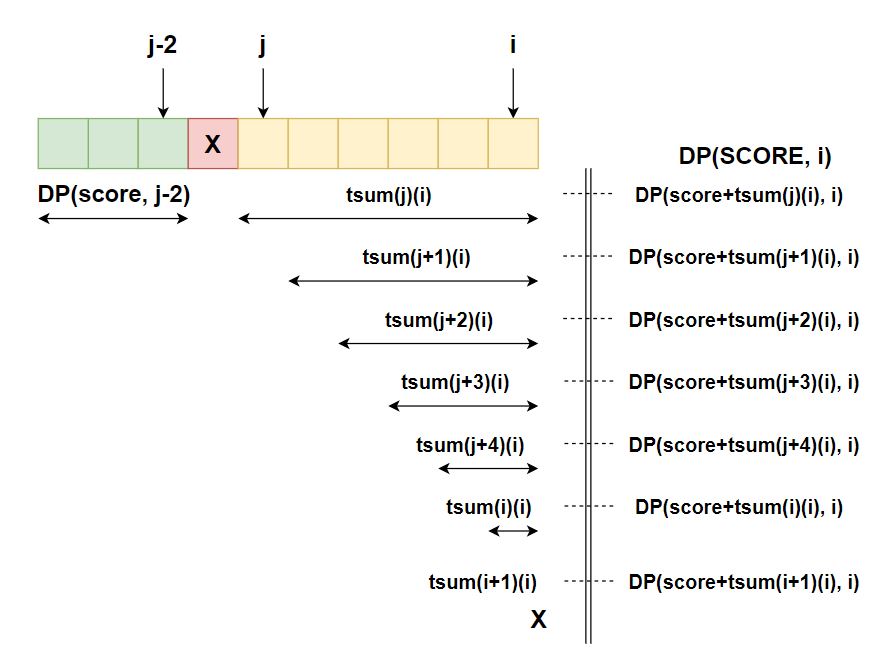 j-2 j i
X
DP(SCORE, i)
DP(score, j-2) tsum(j)(i) DP(score+tsum(j)(i), i)
tsum(j+1)(i) DP(score+tsum(j+1)(i), i)
tsum(j+2)(i) DP(score+tsum(j+2)(i), i)
tsum(j+3)(i) DP(score+tsum(j+3)(i), i)
tsum(j+4)(i) DP(score+tsum(j+4)(i), i)
tsum(i)(i) DP(score+tsum(i)(i), i)
tsum(i+1)(i) DP(score+tsum(i+1)(i), i)
X